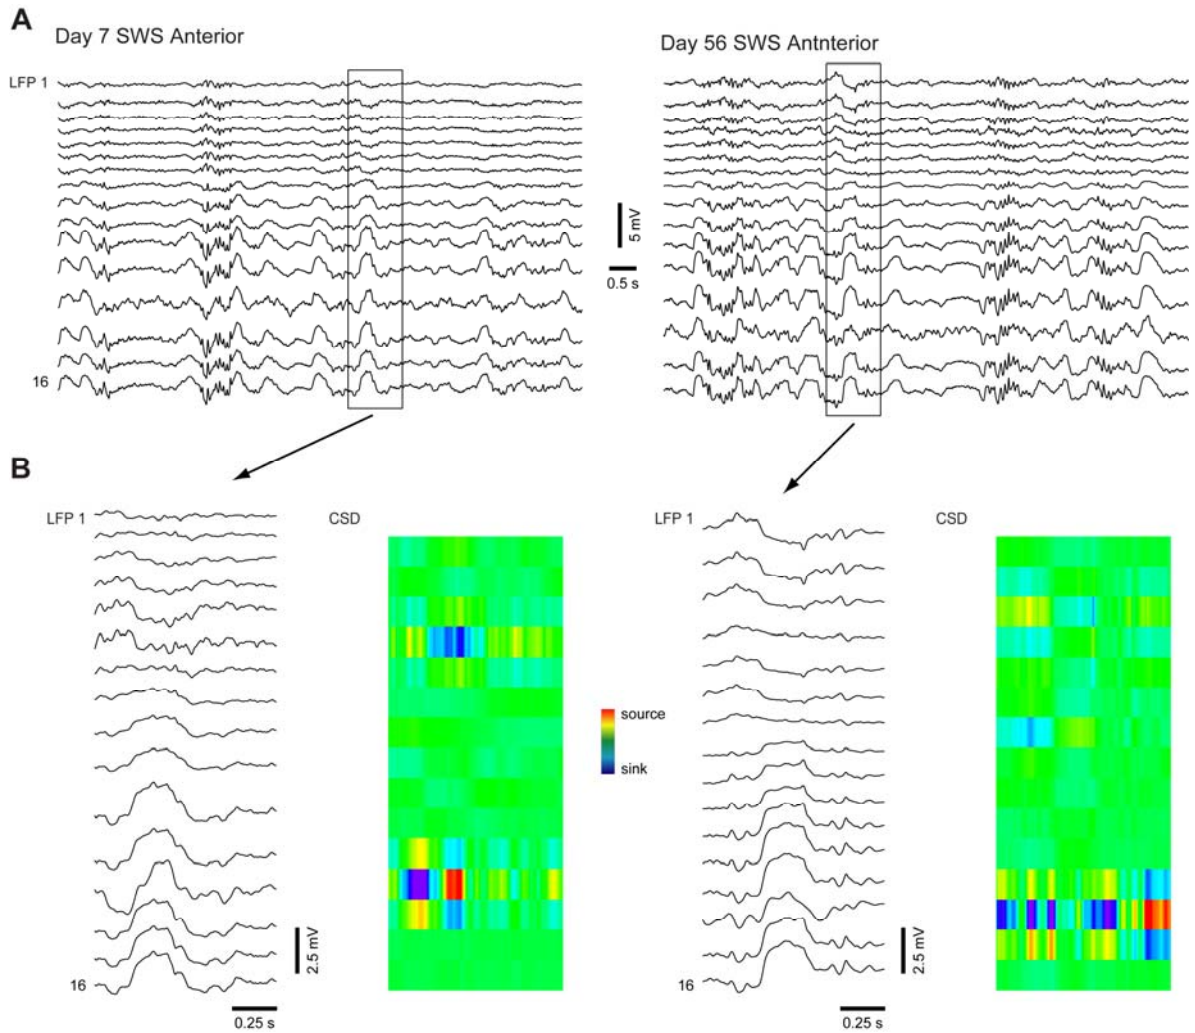 A
Day 7 SWS Anterior
Day 56 SWS Antnterior
LFP 1
16
5 mV
0.5 s
B
LFP 1
CSD
LFP 1
CSD
source
sink
16
2.5 mV
0.25 s
16
2.5 mV
0.25 s